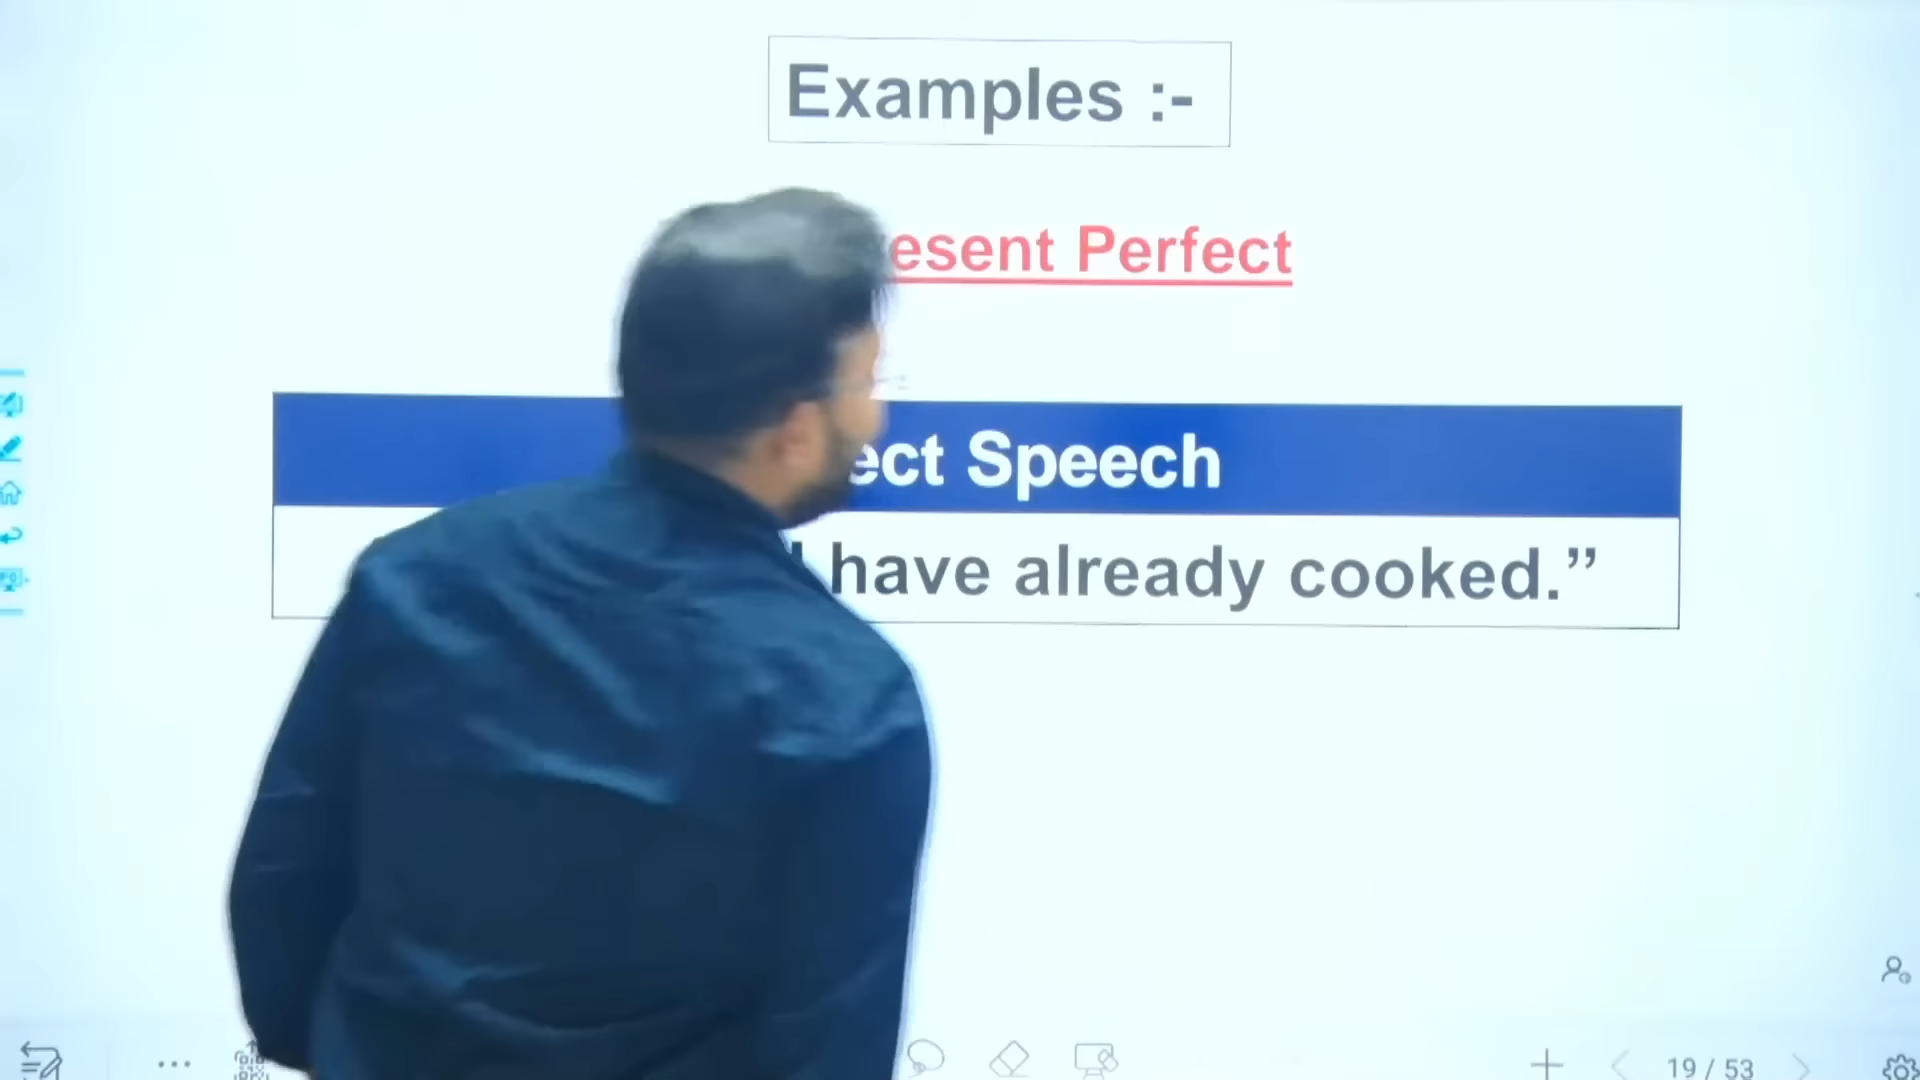 Examples :-
esent Perfect
ect Speech
have already cooked.”
19 / 53